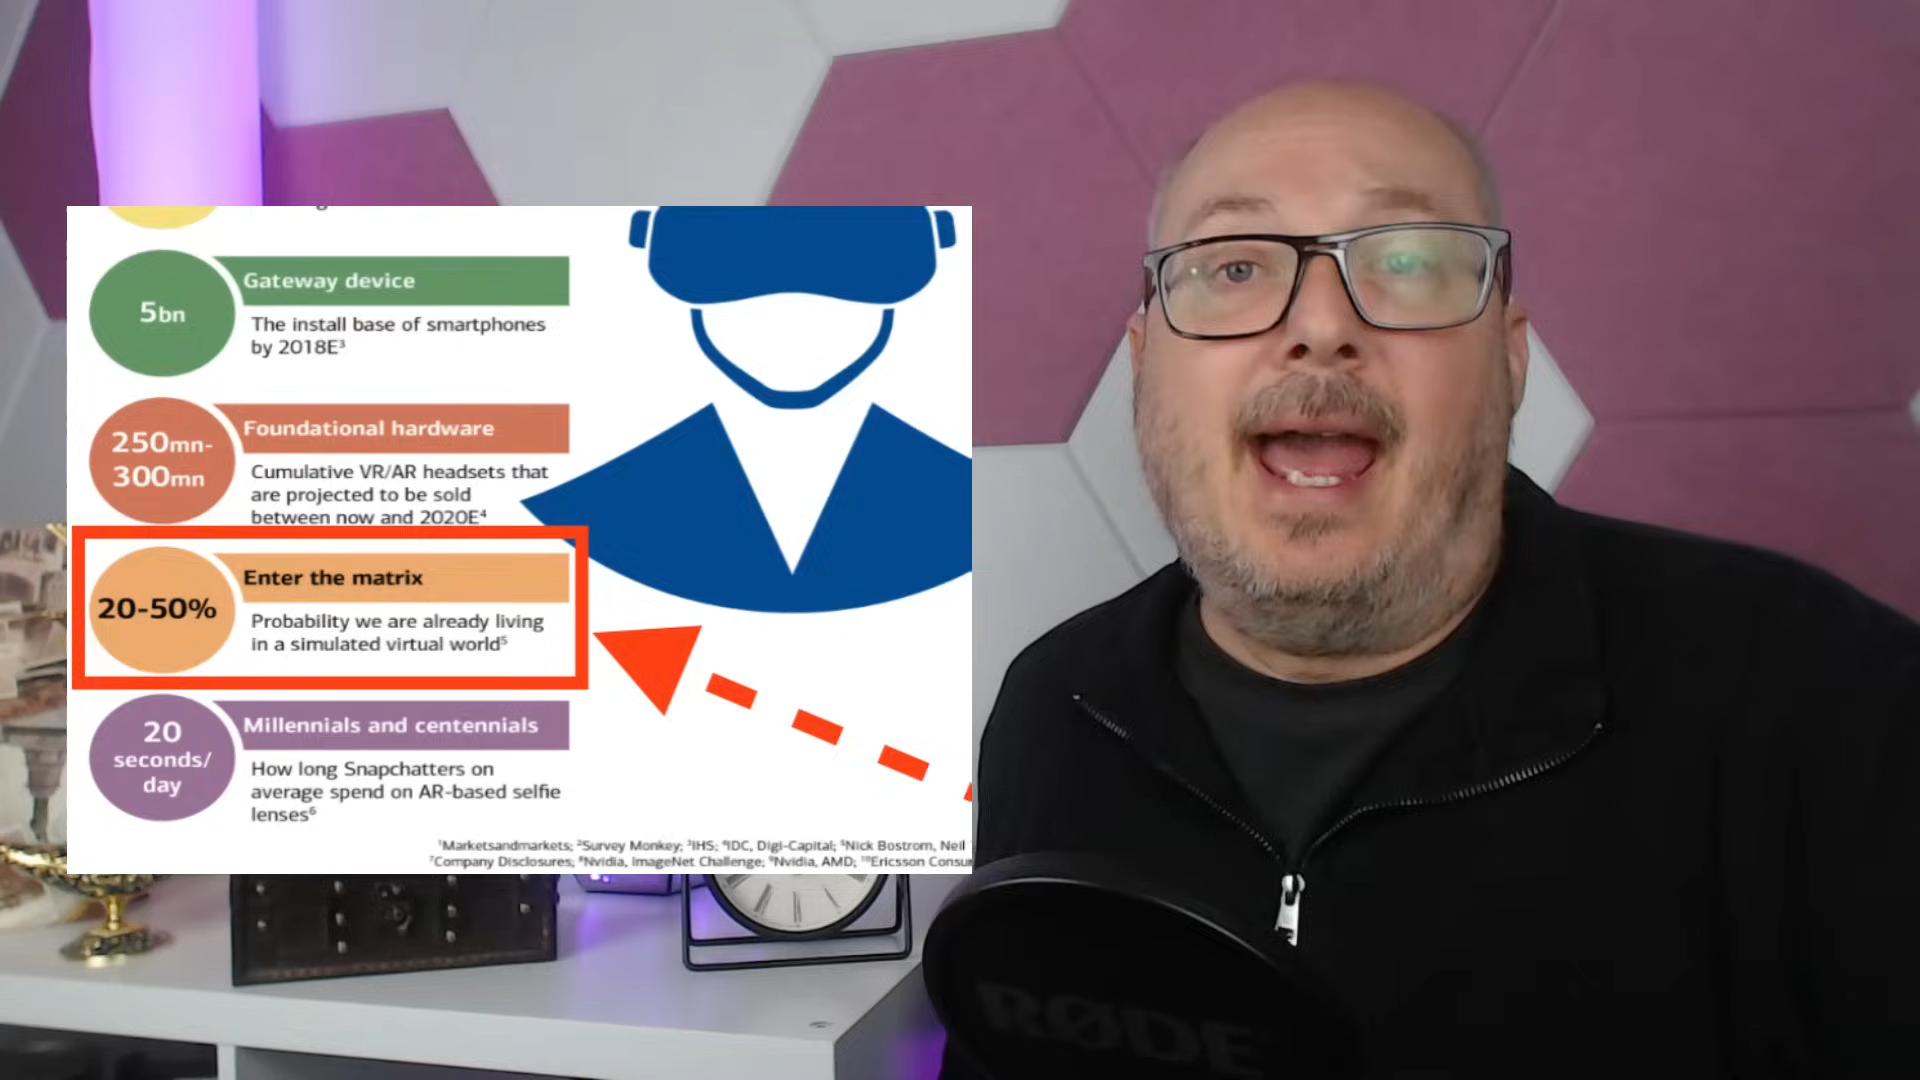 5bn
Gateway device
The install base of smartphones
by 2018E³
250mn-
300mn
Foundational hardware
Cumulative VR/AR headsets that
are projected to be sold
between now and 2020E⁴
20-50%
Enter the matrix
Probability we are already living
in a simulated virtual world⁵
20
seconds/
day
Millennials and centennials
How long Snapchatters on
average spend on AR-based selfie
lenses⁶
¹Marketsandmarkets; ²Survey Monkey; ³IHS; ⁴IDC, Digi-Capital; ⁵Nick Bostrom, Neil
⁷Company Disclosures; ⁸Nvidia, ImageNet Challenge; ⁹Nvidia, AMD; ¹⁰Ericsson Consu
RØDE